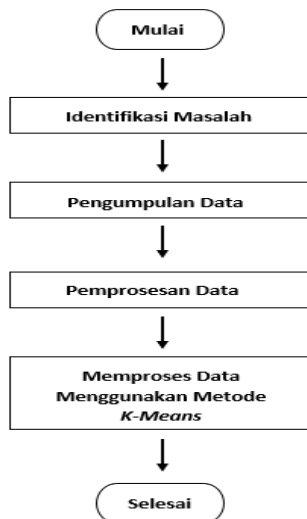 Mulai
Identifikasi Masalah
Pengumpulan Data
Pemprosesan Data
Memproses Data
Menggunakan Metode
K-Means
Selesai